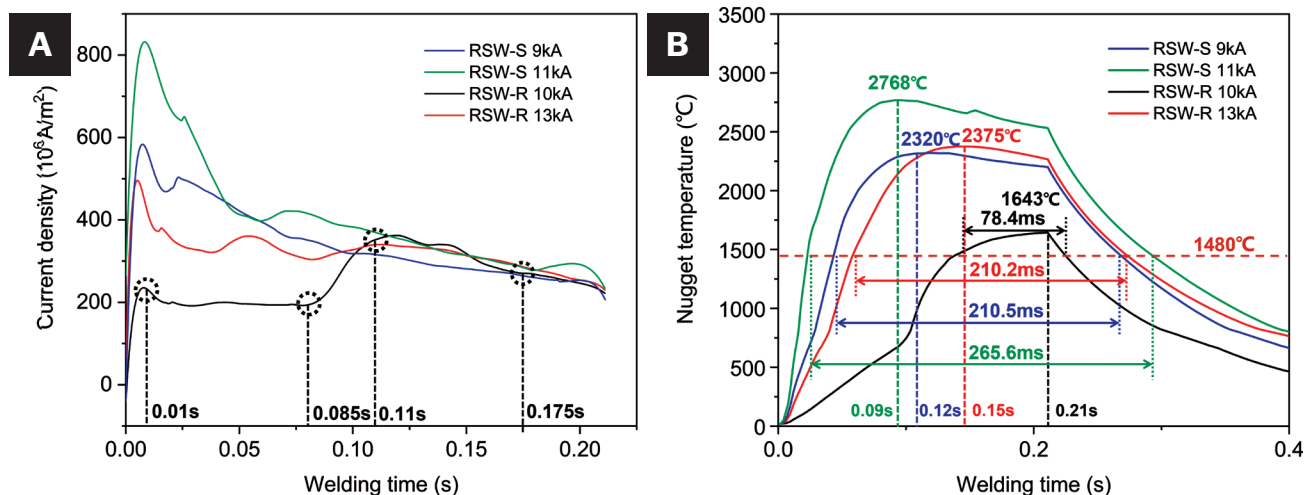 A
Current density (10⁶A/m²)
800
600
400
200
0
RSW-S 9kA
RSW-S 11kA
RSW-R 10kA
RSW-R 13kA
0.01s
0.085s
0.11s
0.175s
0.00
0.05
0.10
0.15
0.20
Welding time (s)
B
Nugget temperature (℃)
3500
3000
2500
2000
1500
1000
500
0
RSW-S 9kA
RSW-S 11kA
RSW-R 10kA
RSW-R 13kA
2768℃
2320℃
2375℃
1643℃
78.4ms
1480℃
210.2ms
210.5ms
265.6ms
0.09s
0.12s
0.15s
0.21s
0.0
0.2
0.4
Welding time (s)